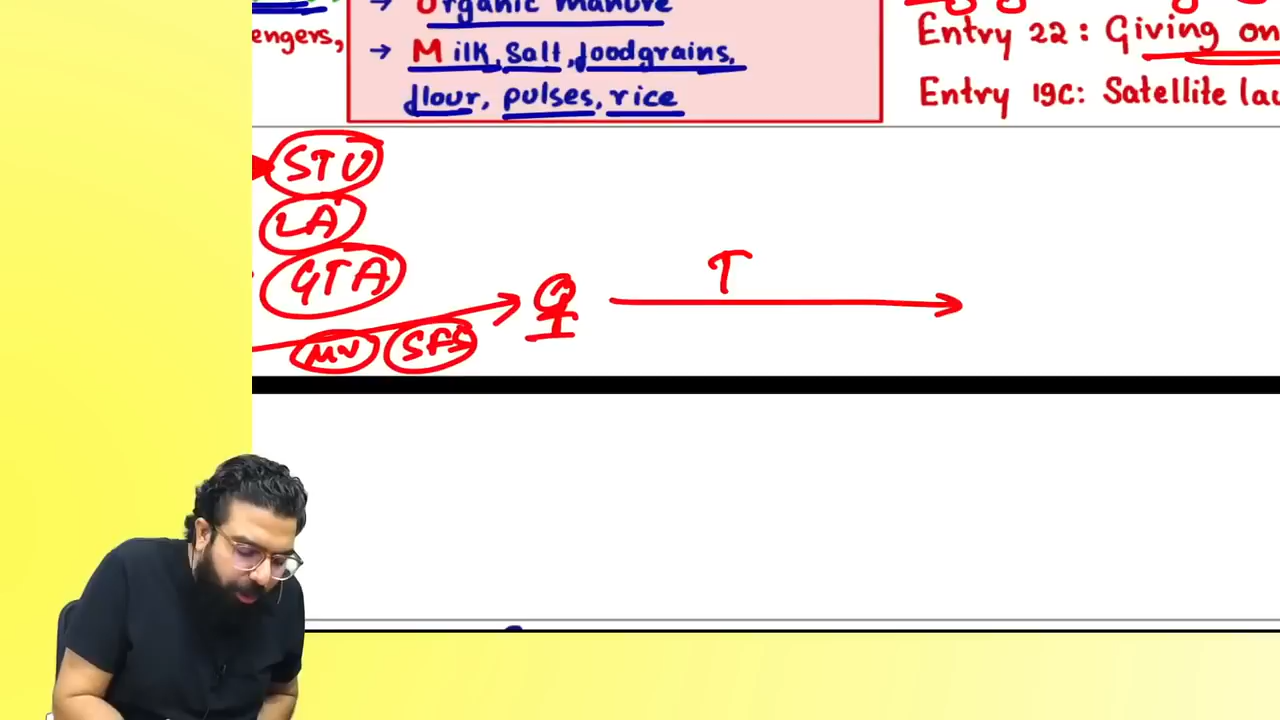 → Organic manure
engers,
→ Milk, Salt, foodgrains,
flour, pulses, rice
Entry 22: Giving on
Entry 19C: Satellite lau
STU
LA
GTA
MV SFS
T